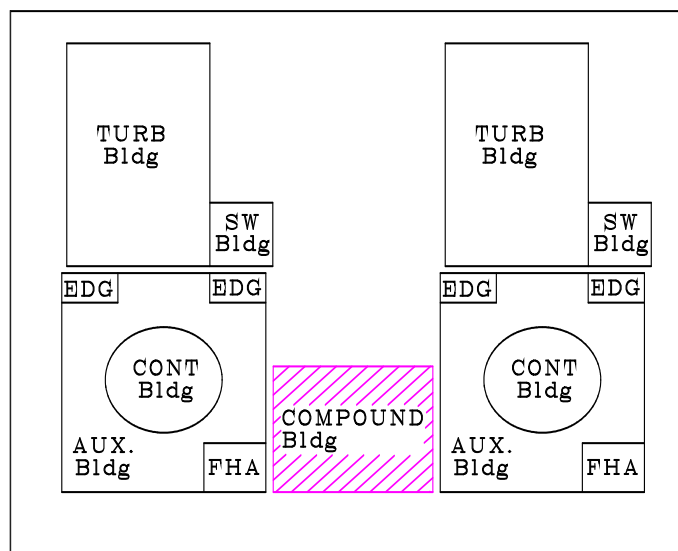 TURB
Bldg
TURB
Bldg
SW
Bldg
SW
Bldg
EDG
EDG
EDG
EDG
CONT
Bldg
CONT
Bldg
COMPOUND
Bldg
AUX.
Bldg
FHA
AUX.
Bldg
FHA